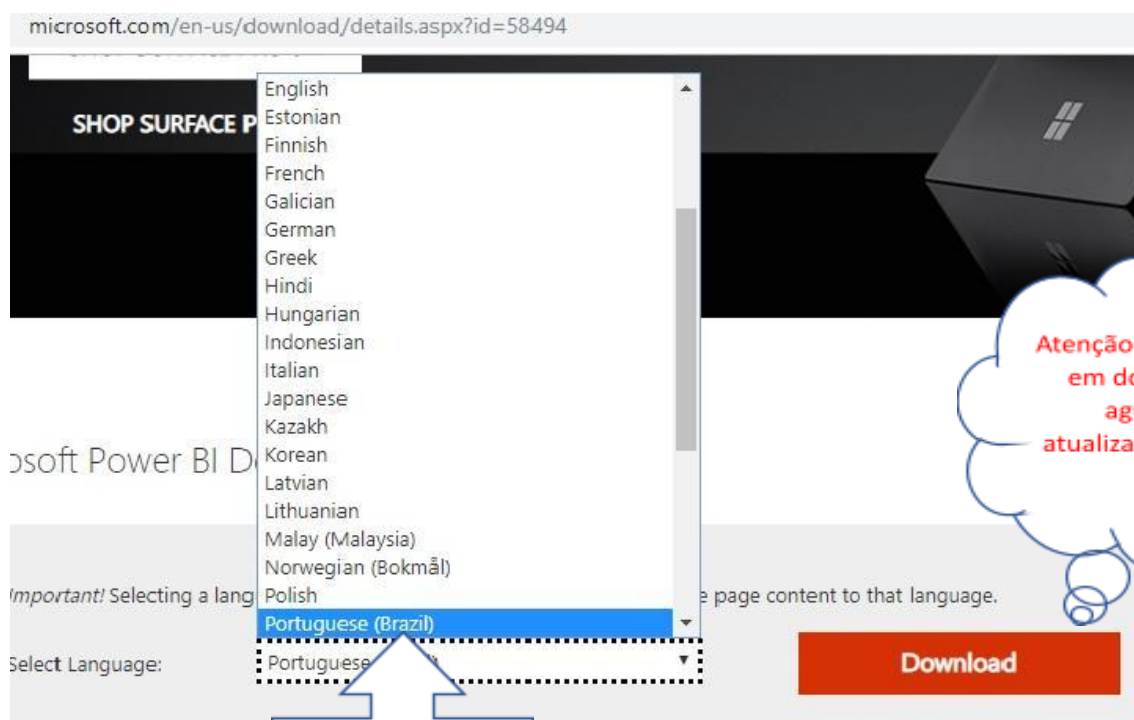 microsoft.com/en-us/download/details.aspx?id=58494
SHOP SURFACE P
English
Estonian
Finnish
French
Galician
German
Greek
Hindi
Hungarian
Indonesian
Italian
Japanese
Kazakh
Korean
Latvian
Lithuanian
Malay (Malaysia)
Norwegian (Bokmål)
Polish
Portuguese (Brazil)
Atenção
em do
ag
atualiza
osoft Power BI D
Important! Selecting a lang e page content to that language.
Select Language: Portuguese Download